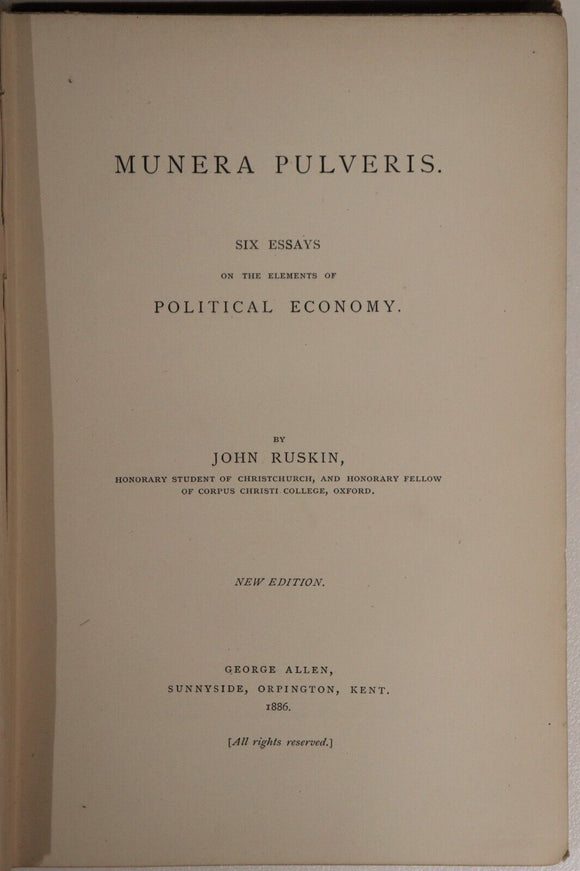 MUNERA PULVERIS.
SIX ESSAYS
ON THE ELEMENTS OF
POLITICAL ECONOMY.
BY
JOHN RUSKIN,
HONORARY STUDENT OF CHRISTCHURCH, AND HONORARY FELLOW
OF CORPUS CHRISTI COLLEGE, OXFORD.
NEW EDITION.
GEORGE ALLEN,
SUNNYSIDE, ORPINGTON, KENT.
1886.
[All rights reserved.]